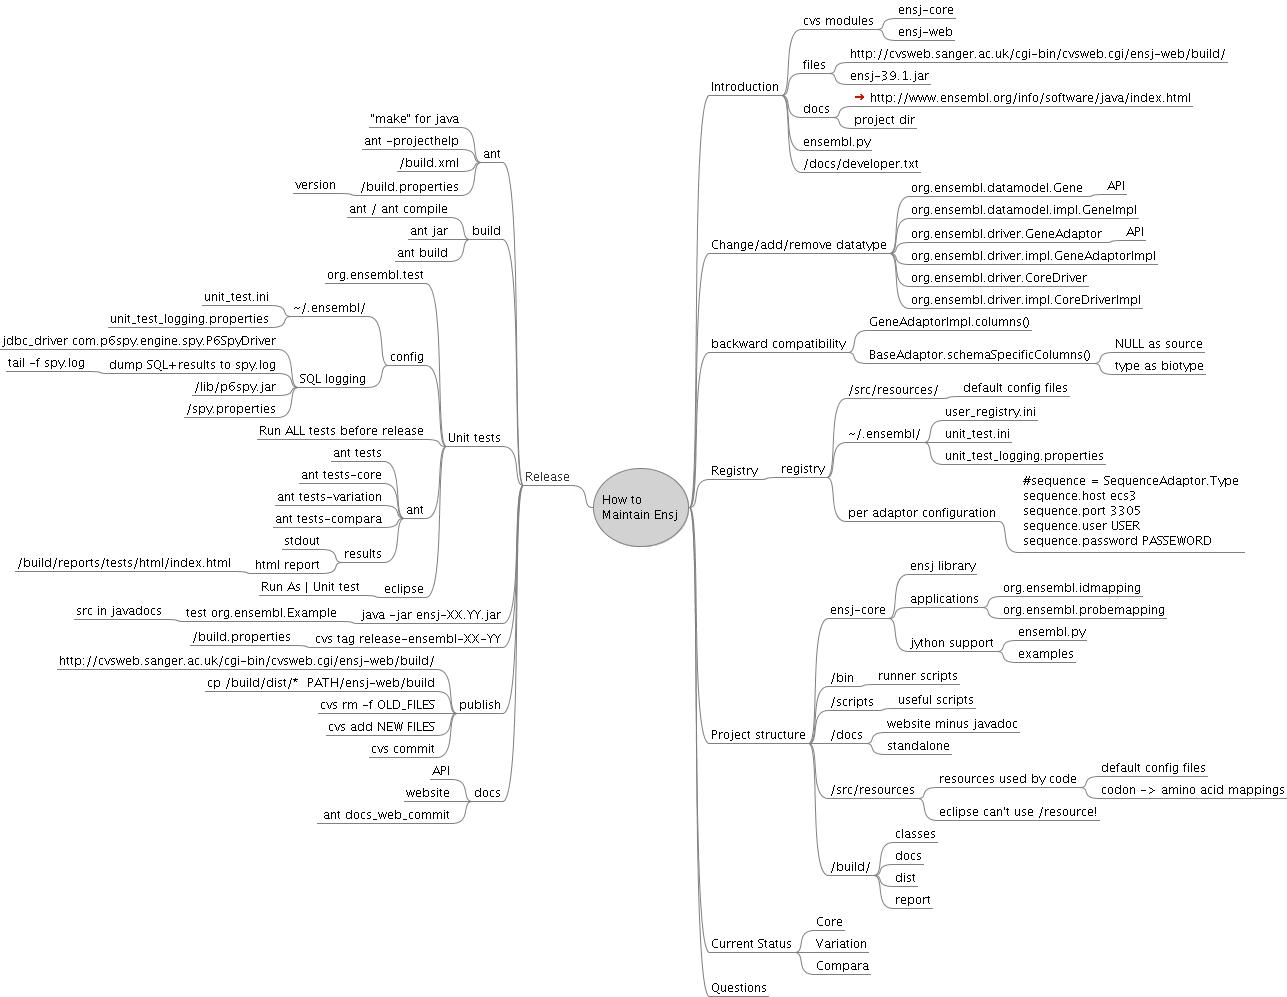 How to
Maintain Ensj
Introduction
cvs modules
ensj-core
ensj-web
files
http://cvsweb.sanger.ac.uk/cgi-bin/cvsweb.cgi/ensj-web/build/
ensj-39.1.jar
docs
http://www.ensembl.org/info/software/java/index.html
project dir
ensembl.py
/docs/developer.txt
Change/add/remove datatype
org.ensembl.datamodel.Gene
API
org.ensembl.datamodel.impl.GeneImpl
org.ensembl.driver.GeneAdaptor
API
org.ensembl.driver.impl.GeneAdaptorImpl
org.ensembl.driver.CoreDriver
org.ensembl.driver.impl.CoreDriverImpl
backward compatibility
GeneAdaptorImpl.columns()
BaseAdaptor.schemaSpecificColumns()
NULL as source
type as biotype
Registry
registry
/src/resources/
default config files
~/.ensembl/
user_registry.ini
unit_test.ini
unit_test_logging.properties
per adaptor configuration
#sequence = SequenceAdaptor.Type
sequence.host ecs3
sequence.port 3305
sequence.user USER
sequence.password PASSEWORD
Project structure
ensj-core
ensj library
applications
org.ensembl.idmapping
org.ensembl.probemapping
jython support
ensembl.py
examples
/bin
runner scripts
/scripts
useful scripts
/docs
website minus javadoc
standalone
/src/resources
resources used by code
default config files
codon -> amino acid mappings
eclipse can't use /resource!
/build/
classes
docs
dist
report
Current Status
Core
Variation
Compara
Questions
Release
ant
"make" for java
ant -projecthelp
/build.xml
/build.properties
version
build
ant / ant compile
ant jar
ant build
Unit tests
org.ensembl.test
config
~/.ensembl/
unit_test.ini
unit_test_logging.properties
SQL logging
jdbc_driver com.p6spy.engine.spy.P6SpyDriver
dump SQL+results to spy.log
tail -f spy.log
/lib/p6spy.jar
/spy.properties
Run ALL tests before release
ant
ant tests
ant tests-core
ant tests-variation
ant tests-compara
results
stdout
html report
/build/reports/tests/html/index.html
eclipse
Run As | Unit test
java -jar ensj-XX.YY.jar
test org.ensembl.Example
src in javadocs
cvs tag release-ensembl-XX-YY
/build.properties
publish
http://cvsweb.sanger.ac.uk/cgi-bin/cvsweb.cgi/ensj-web/build/
cp /build/dist/* PATH/ensj-web/build
cvs rm -f OLD_FILES
cvs add NEW FILES
cvs commit
docs
API
website
ant docs_web_commit